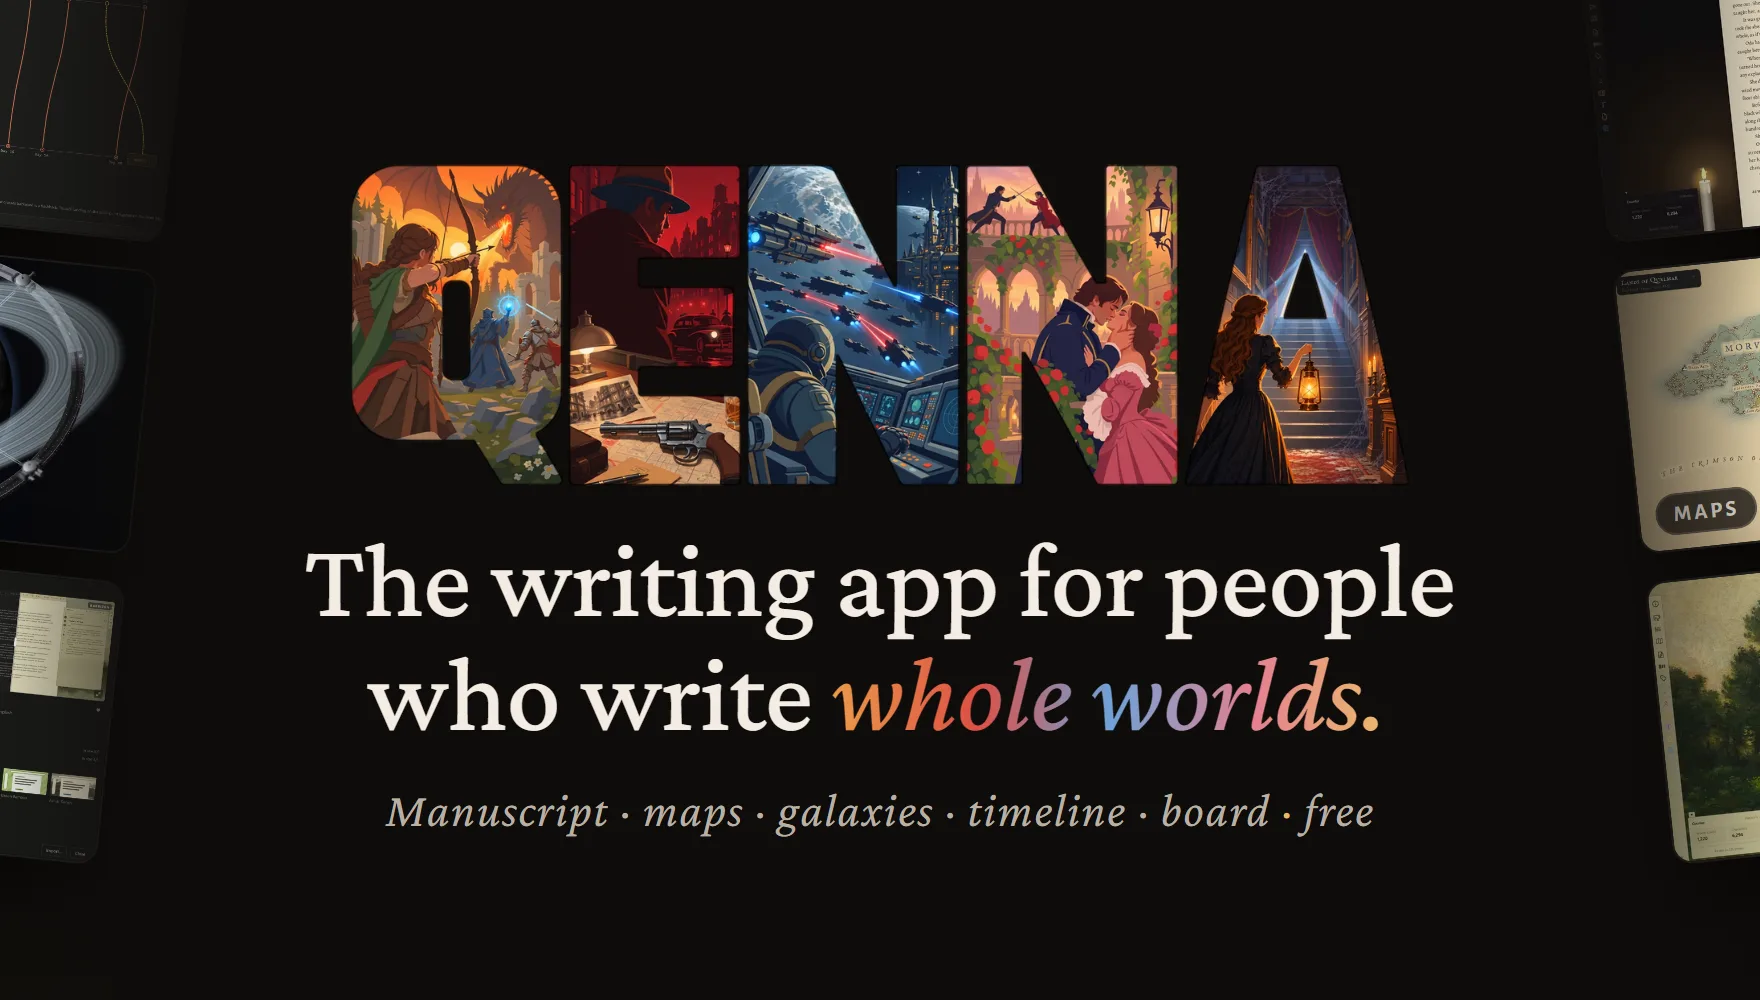 QENNA
The writing app for people
who write whole worlds.
Manuscript · maps · galaxies · timeline · board · free
MAPS